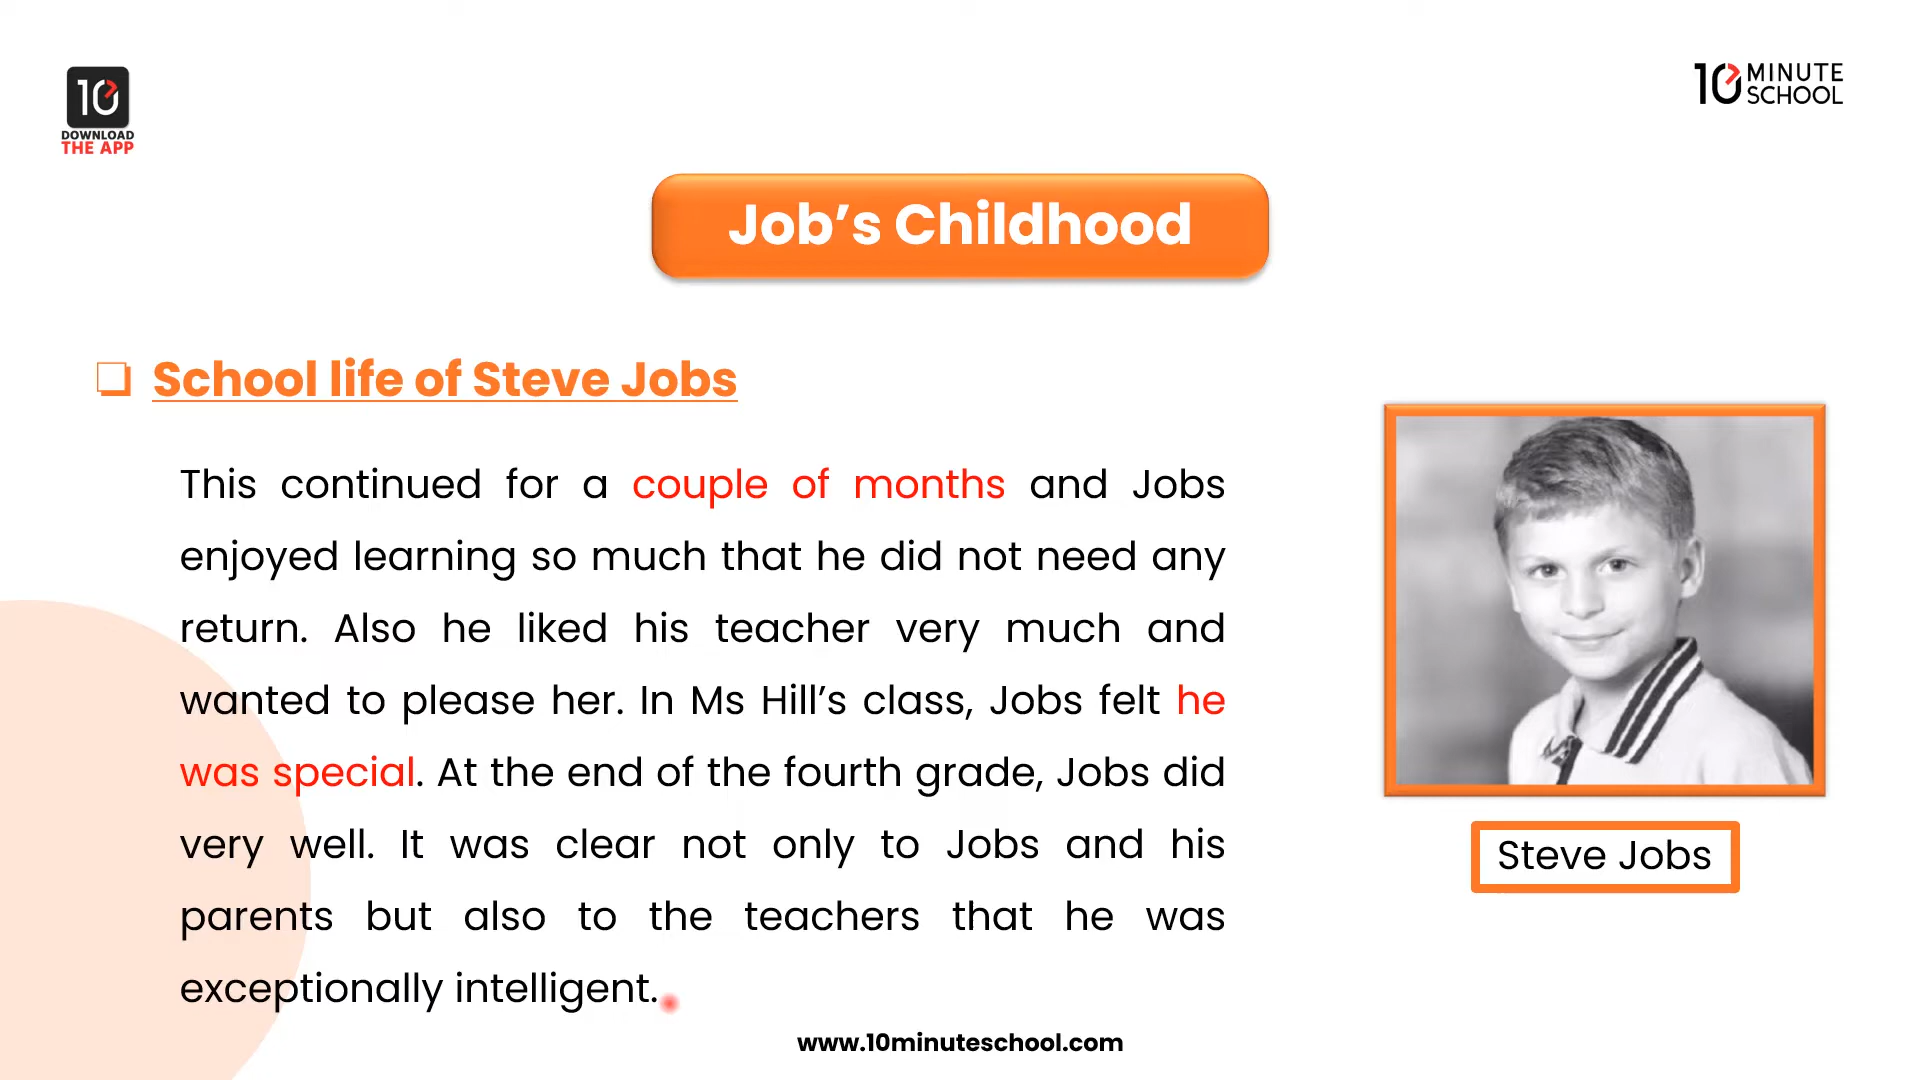 10
DOWNLOAD
THE APP
10 MINUTE
SCHOOL
Job’s Childhood
❑ School life of Steve Jobs
This continued for a couple of months and Jobs
enjoyed learning so much that he did not need any
return. Also he liked his teacher very much and
wanted to please her. In Ms Hill’s class, Jobs felt he
was special. At the end of the fourth grade, Jobs did
very well. It was clear not only to Jobs and his
parents but also to the teachers that he was
exceptionally intelligent.
Steve Jobs
www.10minuteschool.com